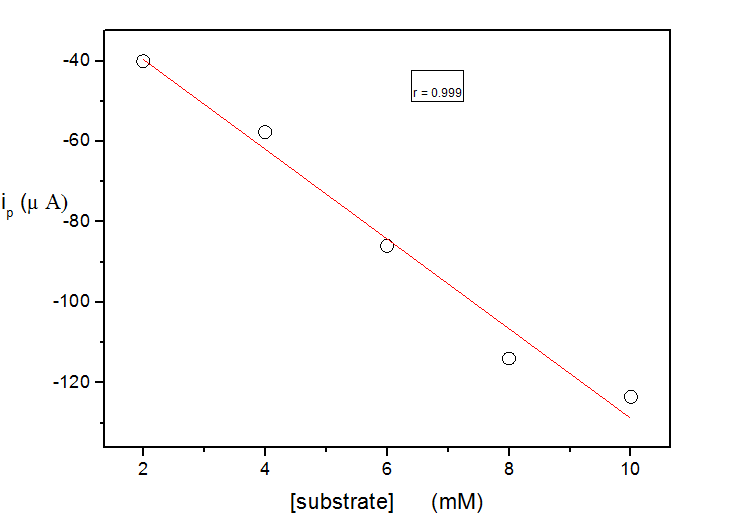 -40
r = 0.999
-60
ip (μ A)
-80
-100
-120
2 4 6 8 10
[substrate] (mM)